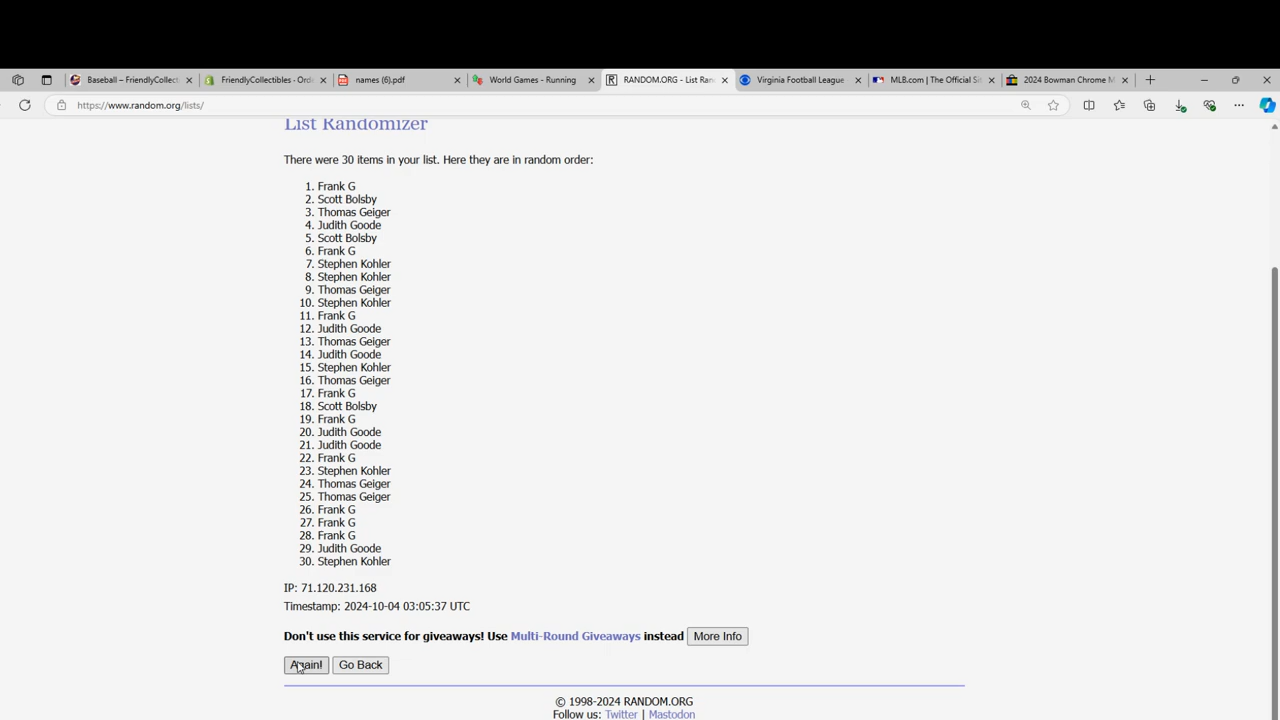 Baseball – FriendlyCollect
FriendlyCollectibles · Ord
names (6).pdf
World Games - Running
RANDOM.ORG - List Ran
Virginia Football League
MLB.com | The Official Si
2024 Bowman Chrome M
https://www.random.org/lists/
List Randomizer
There were 30 items in your list. Here they are in random order:
1. Frank G
2. Scott Bolsby
3. Thomas Geiger
4. Judith Goode
5. Scott Bolsby
6. Frank G
7. Stephen Kohler
8. Stephen Kohler
9. Thomas Geiger
10. Stephen Kohler
11. Frank G
12. Judith Goode
13. Thomas Geiger
14. Judith Goode
15. Stephen Kohler
16. Thomas Geiger
17. Frank G
18. Scott Bolsby
19. Frank G
20. Judith Goode
21. Judith Goode
22. Frank G
23. Stephen Kohler
24. Thomas Geiger
25. Thomas Geiger
26. Frank G
27. Frank G
28. Frank G
29. Judith Goode
30. Stephen Kohler
IP: 71.120.231.168
Timestamp: 2024-10-04 03:05:37 UTC
Don't use this service for giveaways! Use Multi-Round Giveaways instead More Info
Again! Go Back
© 1998-2024 RANDOM.ORG
Follow us: Twitter | Mastodon